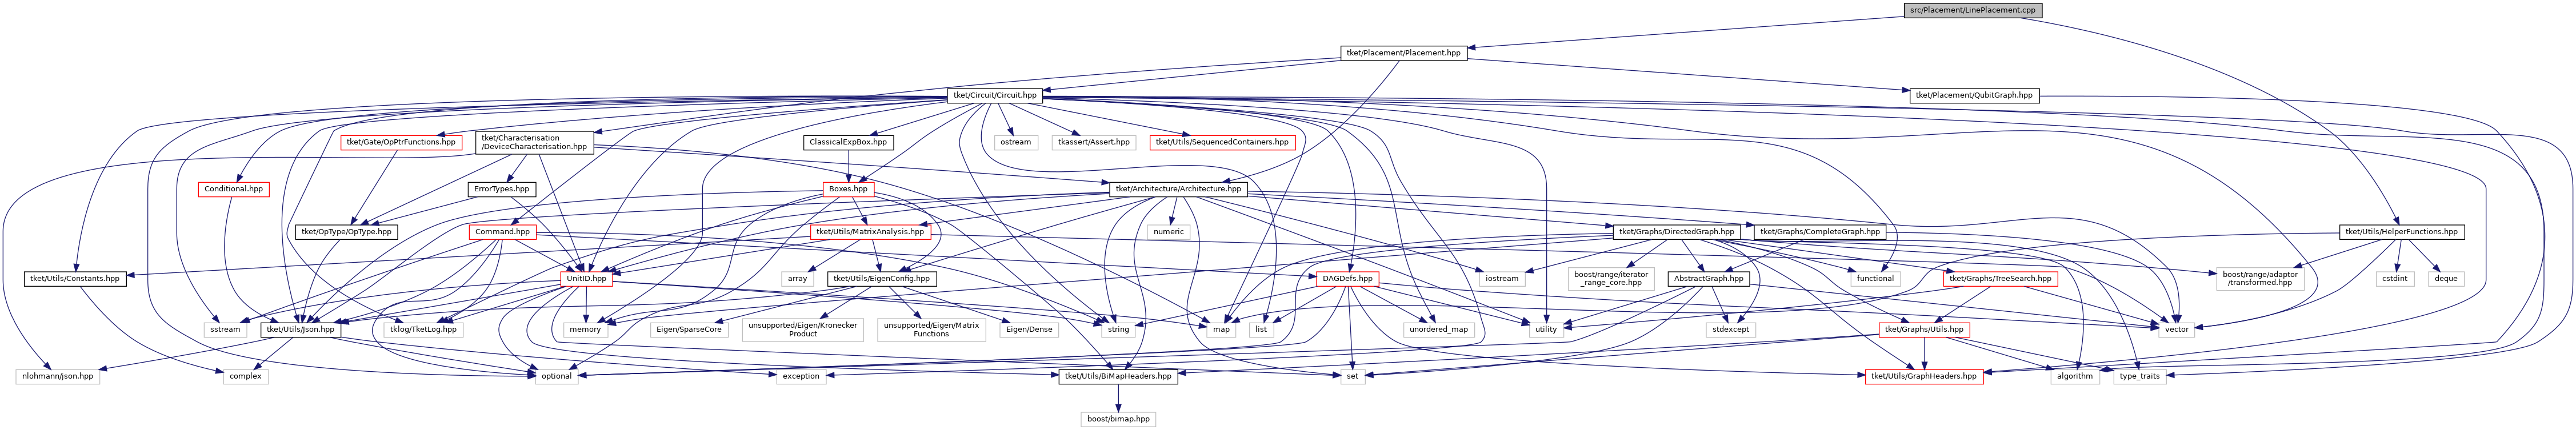 src/Placement/LinePlacement.cpp
tket/Placement/Placement.hpp
tket/Circuit/Circuit.hpp
tket/Placement/QubitGraph.hpp
tket/Gate/OpPtrFunctions.hpp
tket/Characterisation
/DeviceCharacterisation.hpp
ClassicalExpBox.hpp
ostream
tkassert/Assert.hpp
tket/Utils/SequencedContainers.hpp
Conditional.hpp
ErrorTypes.hpp
Boxes.hpp
tket/Architecture/Architecture.hpp
tket/OpType/OpType.hpp
Command.hpp
tket/Utils/MatrixAnalysis.hpp
numeric
tket/Graphs/DirectedGraph.hpp
tket/Graphs/CompleteGraph.hpp
tket/Utils/HelperFunctions.hpp
tket/Utils/Constants.hpp
UnitID.hpp
array
tket/Utils/EigenConfig.hpp
DAGDefs.hpp
iostream
boost/range/iterator
_range_core.hpp
AbstractGraph.hpp
functional
tket/Graphs/TreeSearch.hpp
boost/range/adaptor
/transformed.hpp
cstdint
deque
sstream
tket/Utils/Json.hpp
tklog/TketLog.hpp
memory
Eigen/SparseCore
unsupported/Eigen/Kronecker
Product
unsupported/Eigen/Matrix
Functions
Eigen/Dense
string
map
list
unordered_map
utility
stdexcept
tket/Graphs/Utils.hpp
vector
nlohmann/json.hpp
complex
optional
exception
tket/Utils/BiMapHeaders.hpp
set
tket/Utils/GraphHeaders.hpp
algorithm
type_traits
boost/bimap.hpp